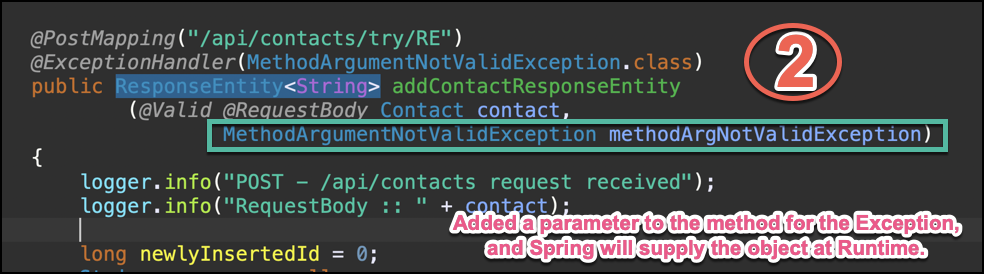 @PostMapping("/api/contacts/try/RE")
@ExceptionHandler(MethodArgumentNotValidException.class)
public ResponseEntity<String> addContactResponseEntity
(@Valid @RequestBody Contact contact,
MethodArgumentNotValidException methodArgNotValidException)
{
logger.info("POST - /api/contacts request received");
logger.info("RequestBody :: " + contact);
long newlyInsertedId = 0;
2
Added a parameter to the method for the Exception,
and Spring will supply the object at Runtime.